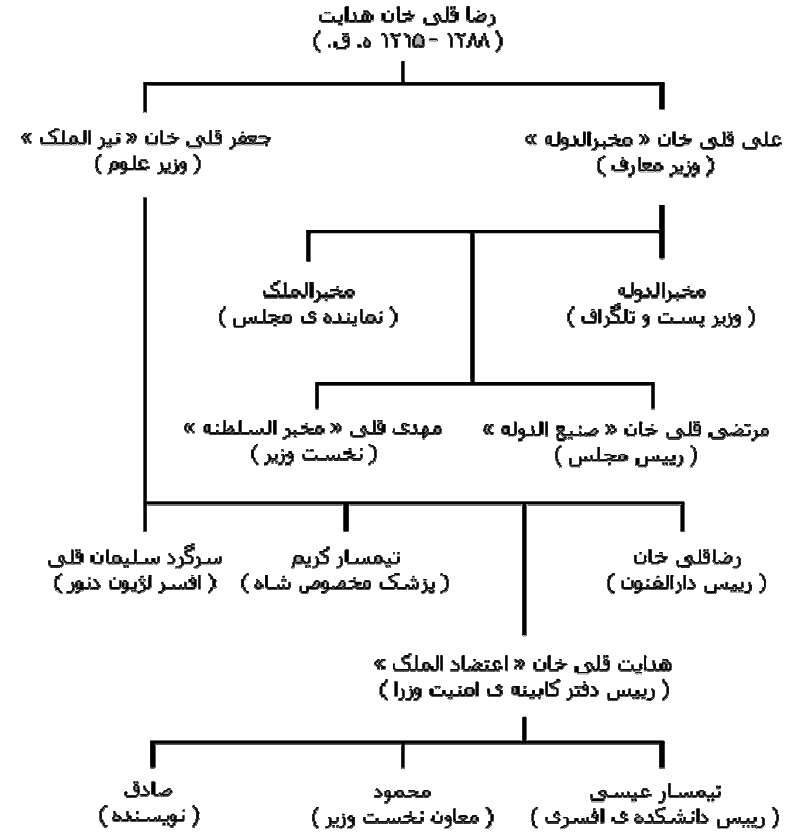 رضا قلی خان هدایت
( ۱۲۸۸ - ۱۲۱۵ ه. ق. )
علی قلی خان « مخبرالدوله »
( وزیر معارف )
جعفر قلی خان « نیر الملک »
( وزیر علوم )
مخبرالدوله
( وزیر پست و تلگراف )
مخبرالملک
( نماینده ی مجلس )
مرتضی قلی خان « صنیع الدوله »
( رییس مجلس )
مهدی قلی « مخبر السلطنه »
( نخست وزیر )
رضاقلی خان
( رییس دارالفنون )
تیمسار کریم
( پزشک مخصوص شاه )
سرگرد سلیمان قلی
( افسر لژیون دنور )
هدایت قلی خان « اعتضاد الملک »
( رییس دفتر کابینه ی امنیت وزرا )
تیمسار عیسی
( رییس دانشکده ی افسری )
محمود
( معاون نخست وزیر )
صادق
( نویسنده )